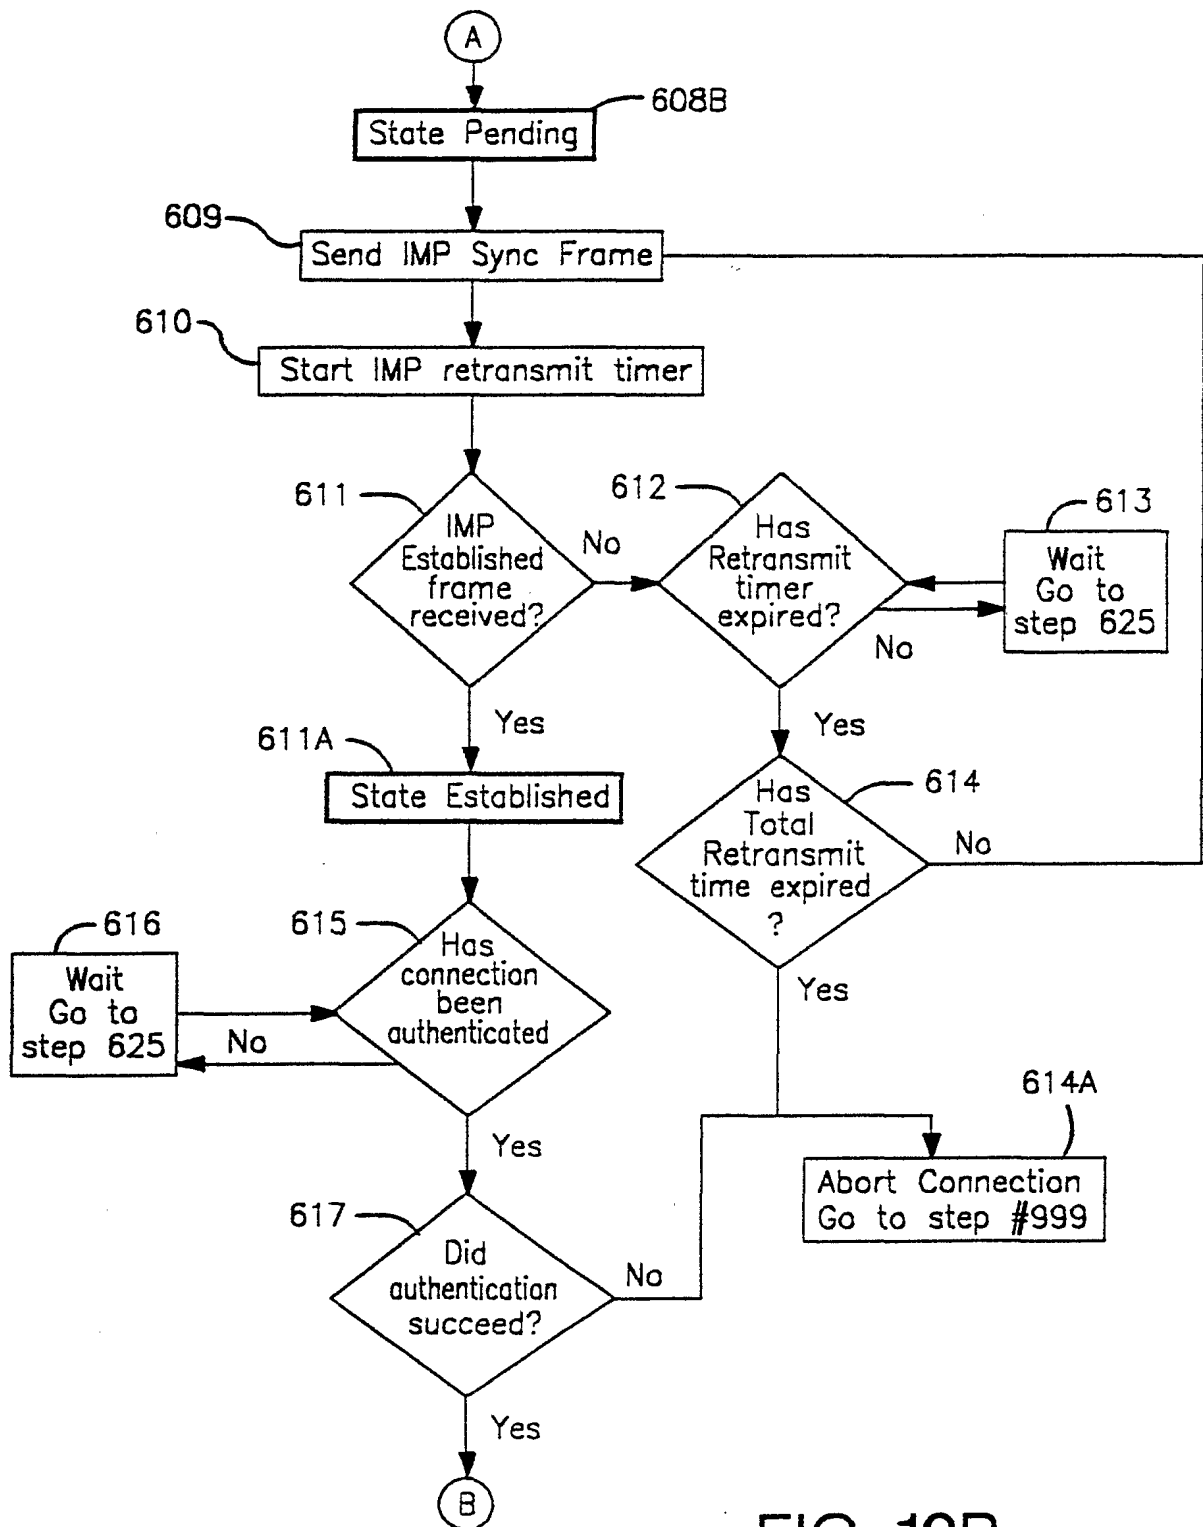 A
608B
State Pending
609
Send IMP Sync Frame
610
Start IMP retransmit timer
611
IMP
Established
frame
received?
No
612
Has
Retransmit
timer
expired?
No
613
Wait
Go to
step 625
Yes
Yes
611A
State Established
614
Has
Total
Retransmit
time expired
?
No
616
Wait
Go to
step 625
No
615
Has
connection
been
authenticated
Yes
Yes
614A
Abort Connection
Go to step #999
617
Did
authentication
succeed?
No
Yes
B